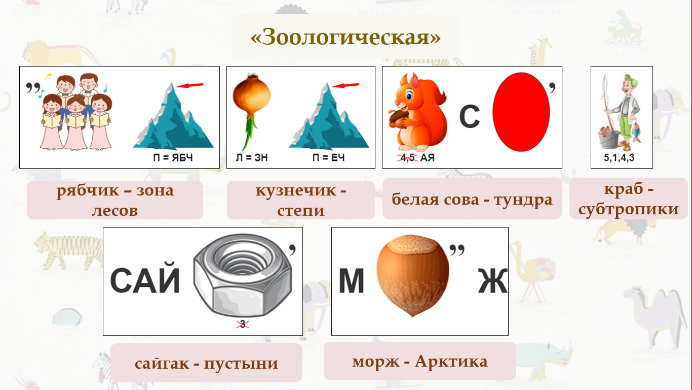 «Зоологическая»
”
П = ЯБЧ
Л = ЗН
П = ЕЧ
4,5 АЯ
С
’
5,1,4,3
рябчик – зона
лесов
кузнечик -
степи
белая сова - тундра
краб -
субтропики
САЙ
’
3
М
”
Ж
сайгак - пустыни
морж - Арктика